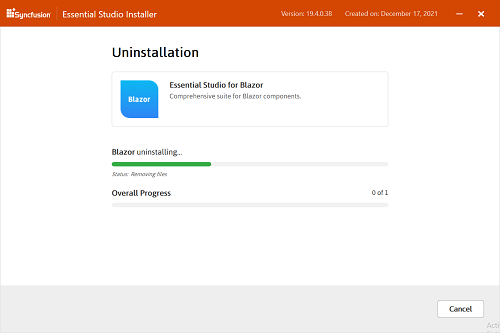 Syncfusion Essential Studio Installer Version: 19.4.0.38 Created on: December 17, 2021
Uninstallation
Blazor
Essential Studio for Blazor
Comprehensive suite for Blazor components.
Blazor uninstalling...
Status: Removing files
Overall Progress 0 of 1
Cancel
Acti